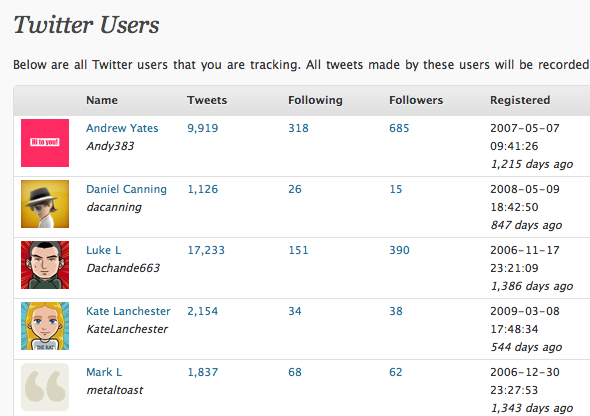 Twitter Users
Below are all Twitter users that you are tracking. All tweets made by these users will be recorded
Name Tweets Following Followers Registered
Hi to you!
Andrew Yates 9,919 318 685 2007-05-07
Andy383 09:41:26
1,215 days ago
Daniel Canning 1,126 26 15 2008-05-09
dacanning 18:42:50
847 days ago
Luke L 17,233 151 390 2006-11-17
Dachande663 23:21:09
1,386 days ago
Kate Lanchester 2,154 34 38 2009-03-08
KateLanchester 17:48:34
544 days ago
Mark L 1,837 68 62 2006-12-30
metaltoast 23:27:53
1,343 days ago